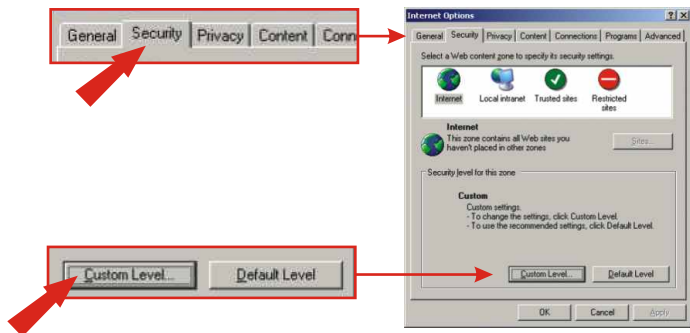 General Security Privacy Content Conn
Internet Options
General Security Privacy Content Connections Programs Advanced
Select a Web content zone to specify its security settings.
Internet Local intranet Trusted sites Restricted sites
Internet
This zone contains all Web sites you
haven't placed in other zones
Sites...
Security level for this zone
Custom
Custom settings.
- To change the settings, click Custom Level.
- To use the recommended settings, click Default Level.
Custom Level... Default Level
Custom Level... Default Level
OK Cancel Apply